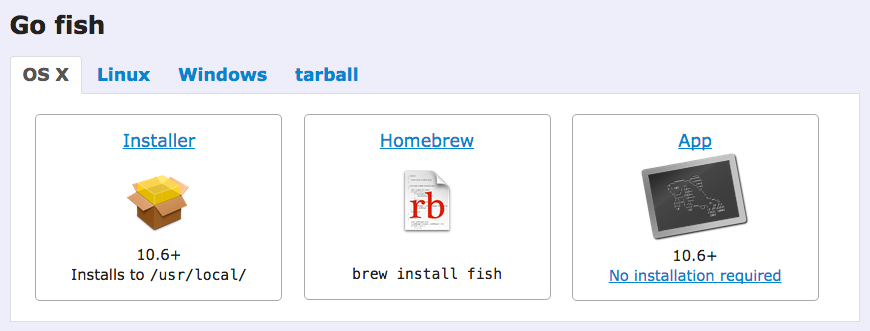 Go fish
OS X Linux Windows tarball
Installer
10.6+
Installs to /usr/local/
Homebrew
rb
brew install fish
App
10.6+
No installation required